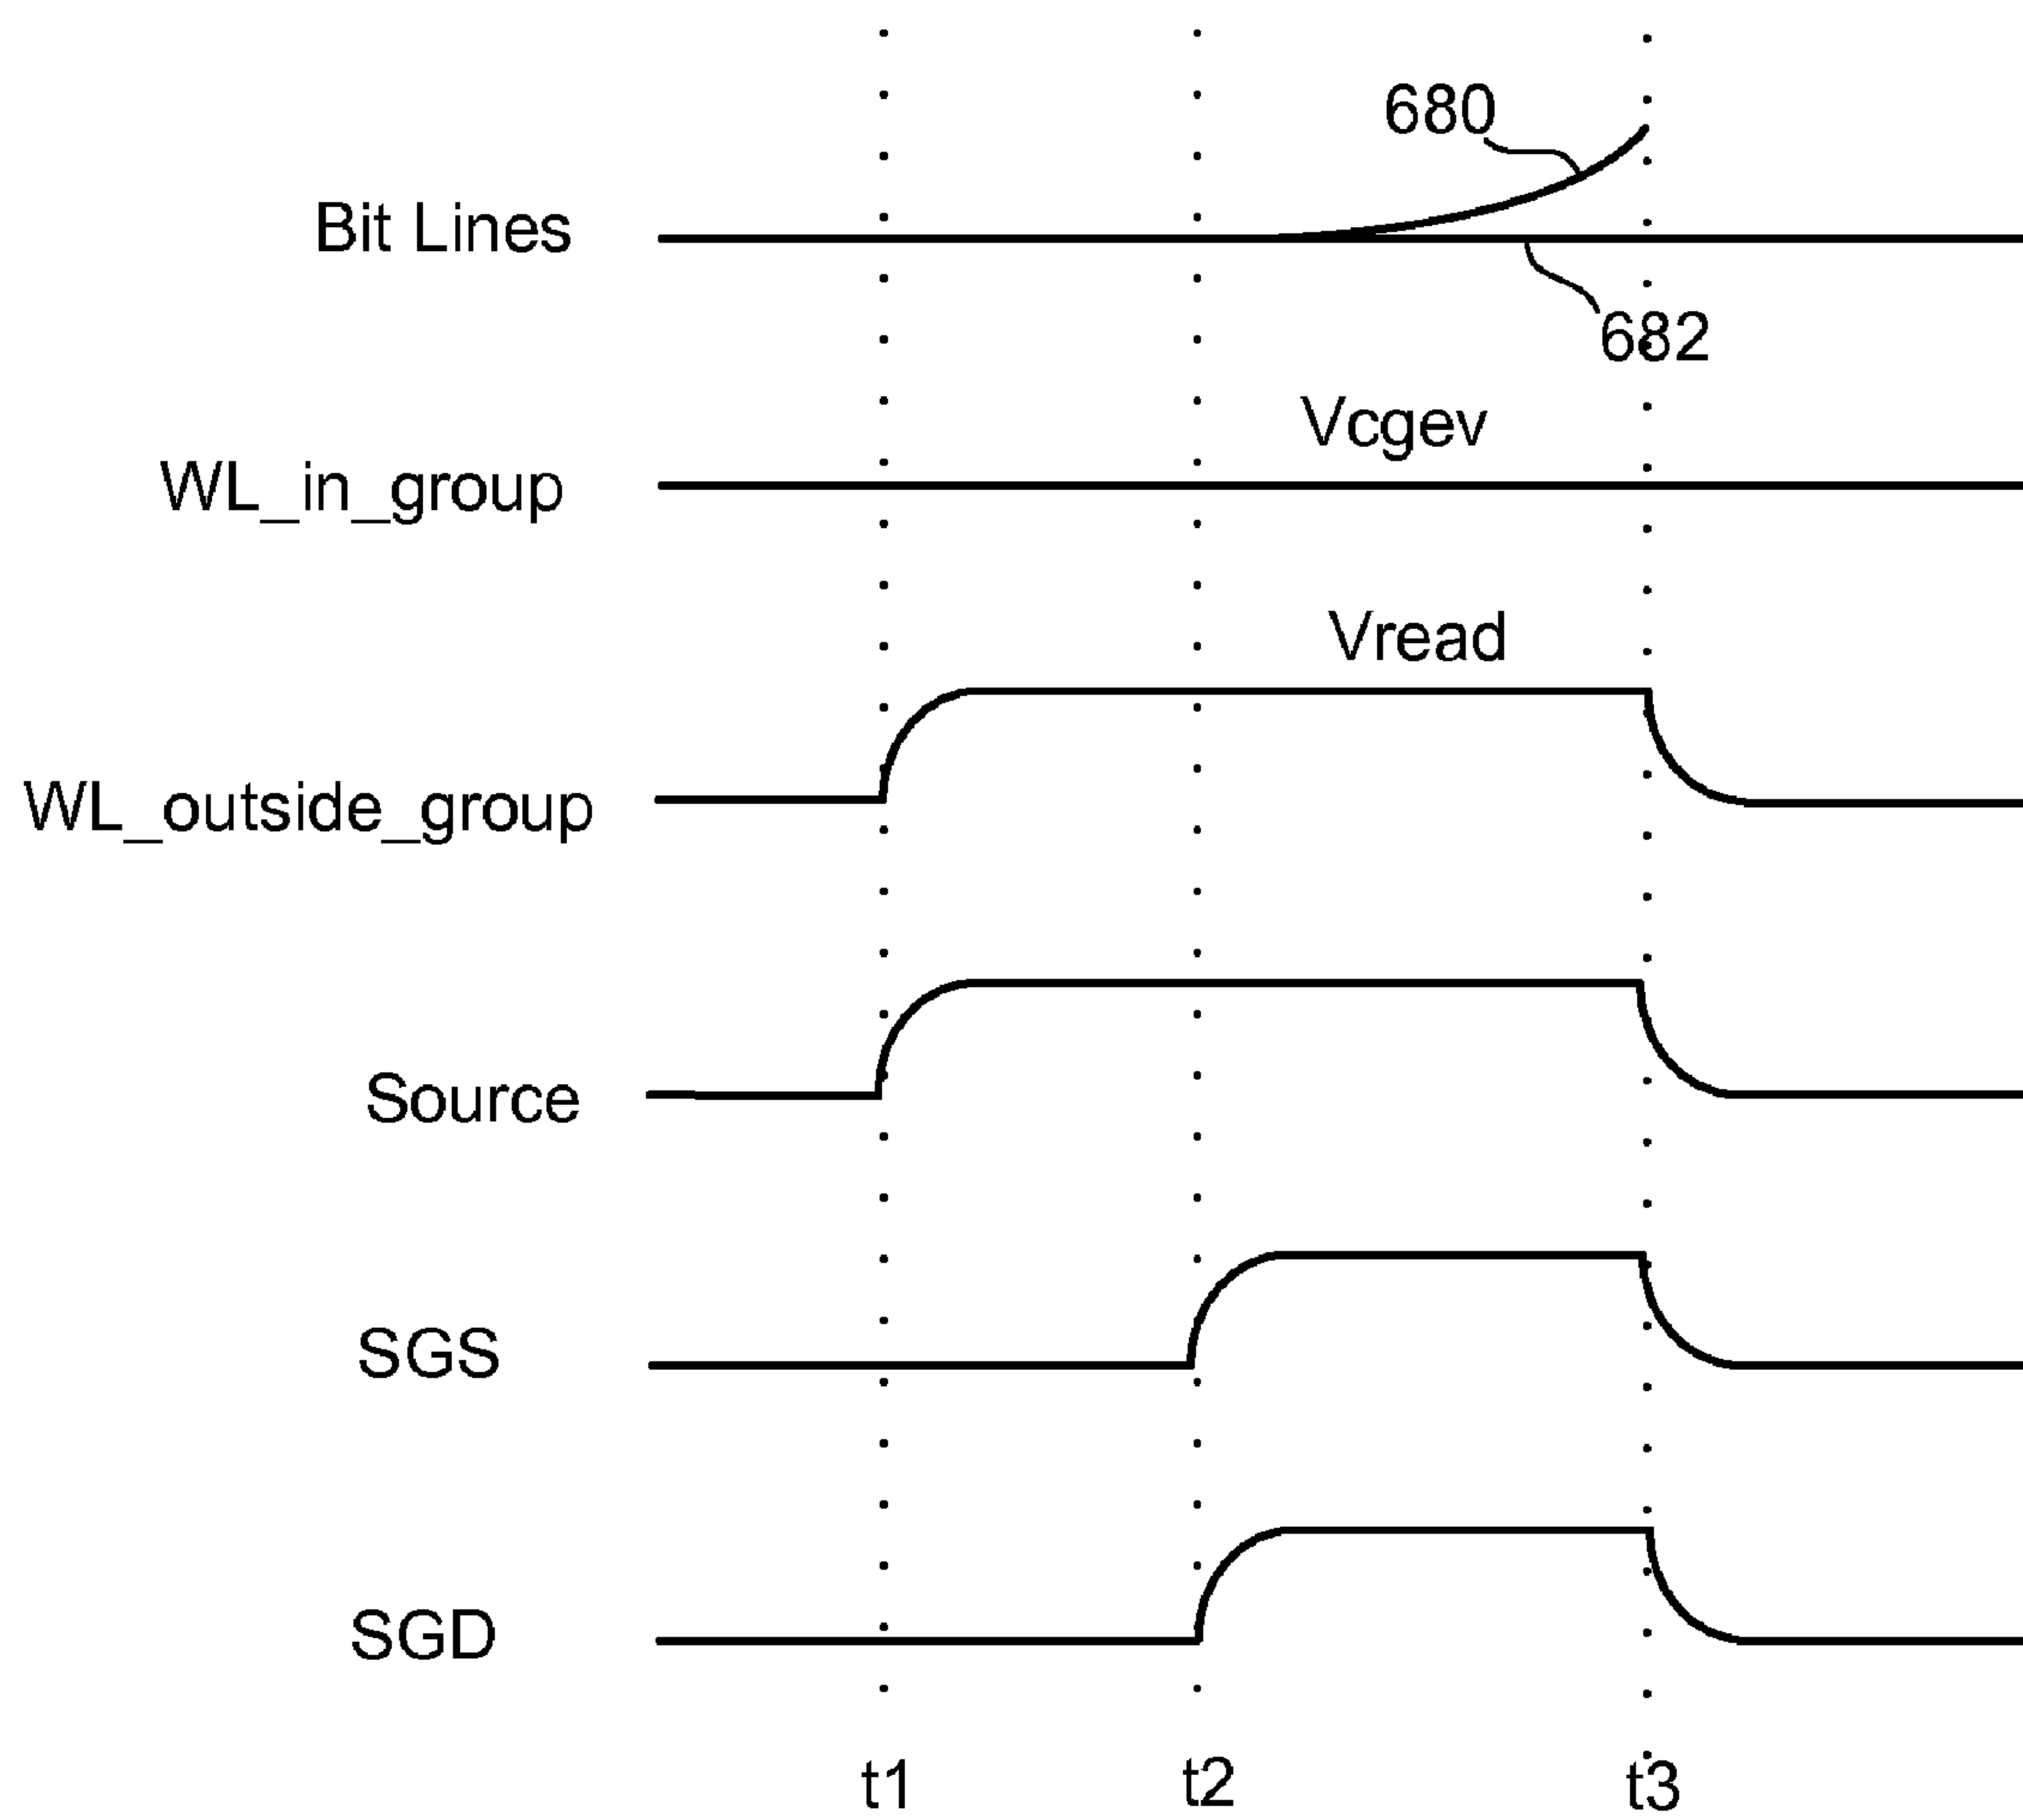 680
Bit Lines
682
Vcgev
WL_in_group
Vread
WL_outside_group
Source
SGS
SGD
t1 t2 t3